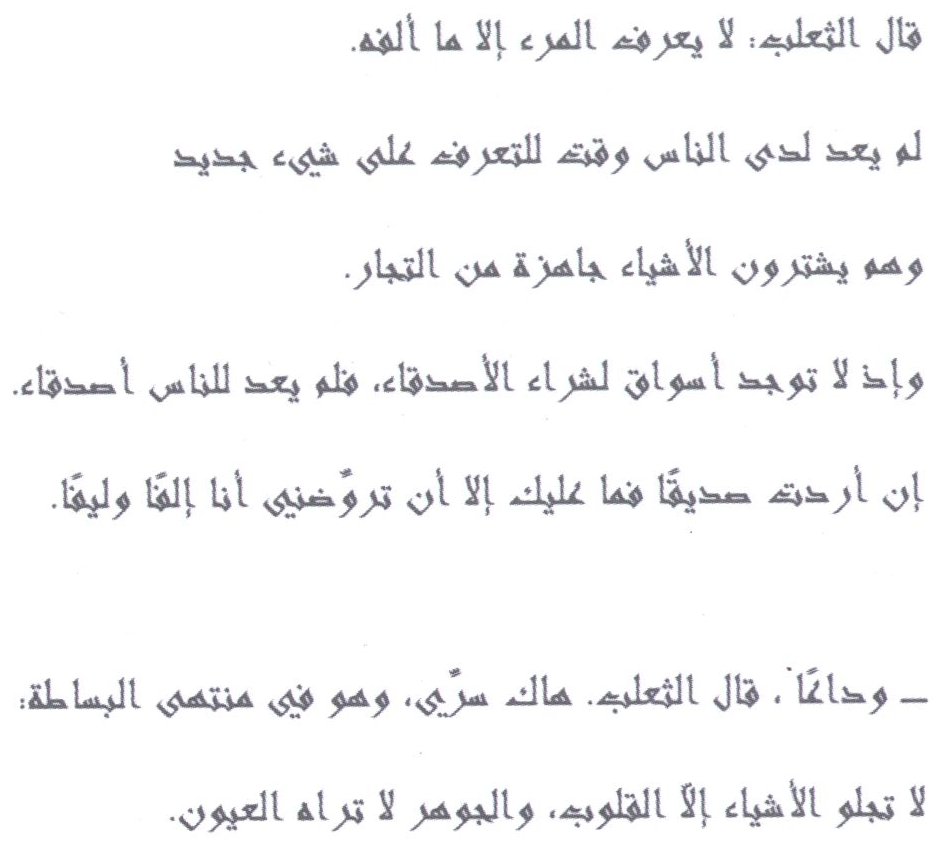 قال الثعلب: لا يعرف المرء إلا ما ألفه.
لم يعد لدى الناس وقت للتعرف على شيء جديد
وهم يشترون الأشياء جاهزة من التجار.
وإذ لا توجد أسواق لشراء الأصدقاء، فلم يعد للناس أصدقاء.
إن أردت صديقًا فما عليك إلا أن تروِّضني أنا إلفًا وليفًا.
ـ وداعًا ، قال الثعلب. هاك سرِّي، وهو في منتهى البساطة:
لا تجلو الأشياء إلاّ القلوب، والجوهر لا تراه العيون.